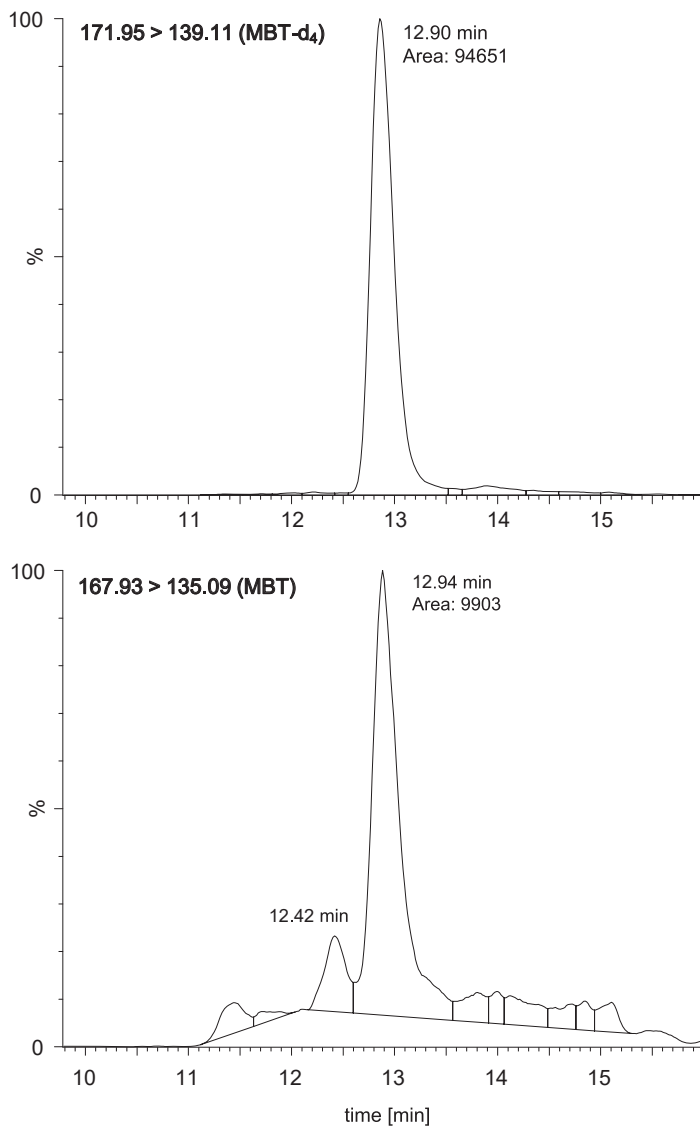 100
171.95 > 139.11 (MBT-d₄)
12.90 min
Area: 94651
%
0
10 11 12 13 14 15
100
167.93 > 135.09 (MBT)
12.94 min
Area: 9903
%
12.42 min
0
10 11 12 13 14 15
time [min]